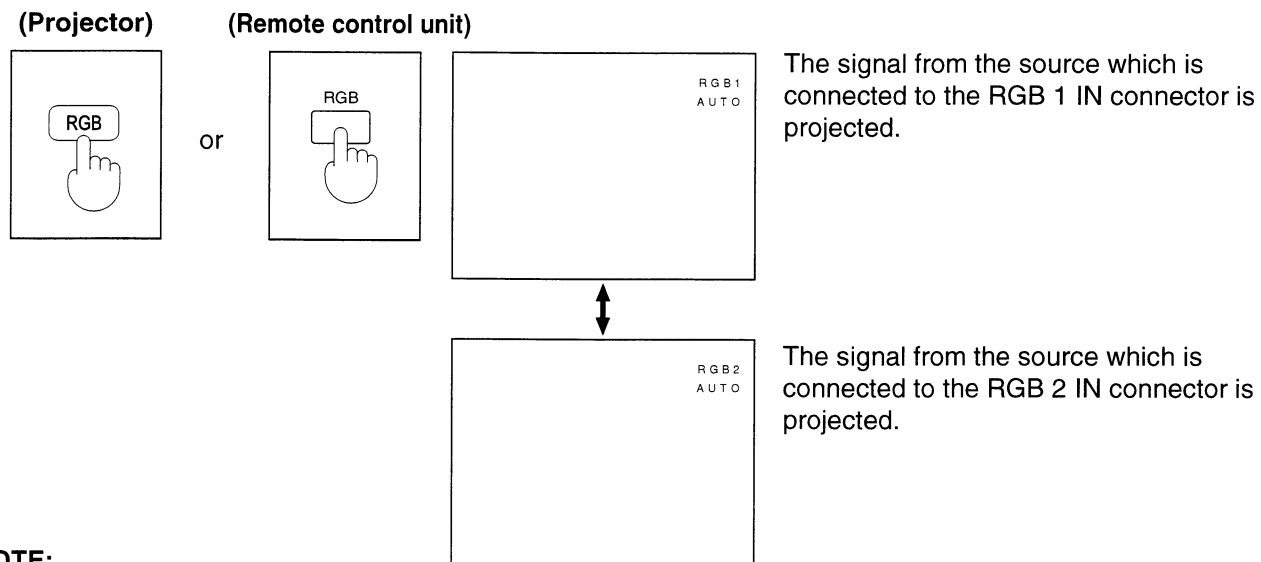 (Projector)
(Remote control unit)
RGB
or
RGB
RGB1
AUTO
The signal from the source which is
connected to the RGB 1 IN connector is
projected.
RGB2
AUTO
The signal from the source which is
connected to the RGB 2 IN connector is
projected.
OTE: